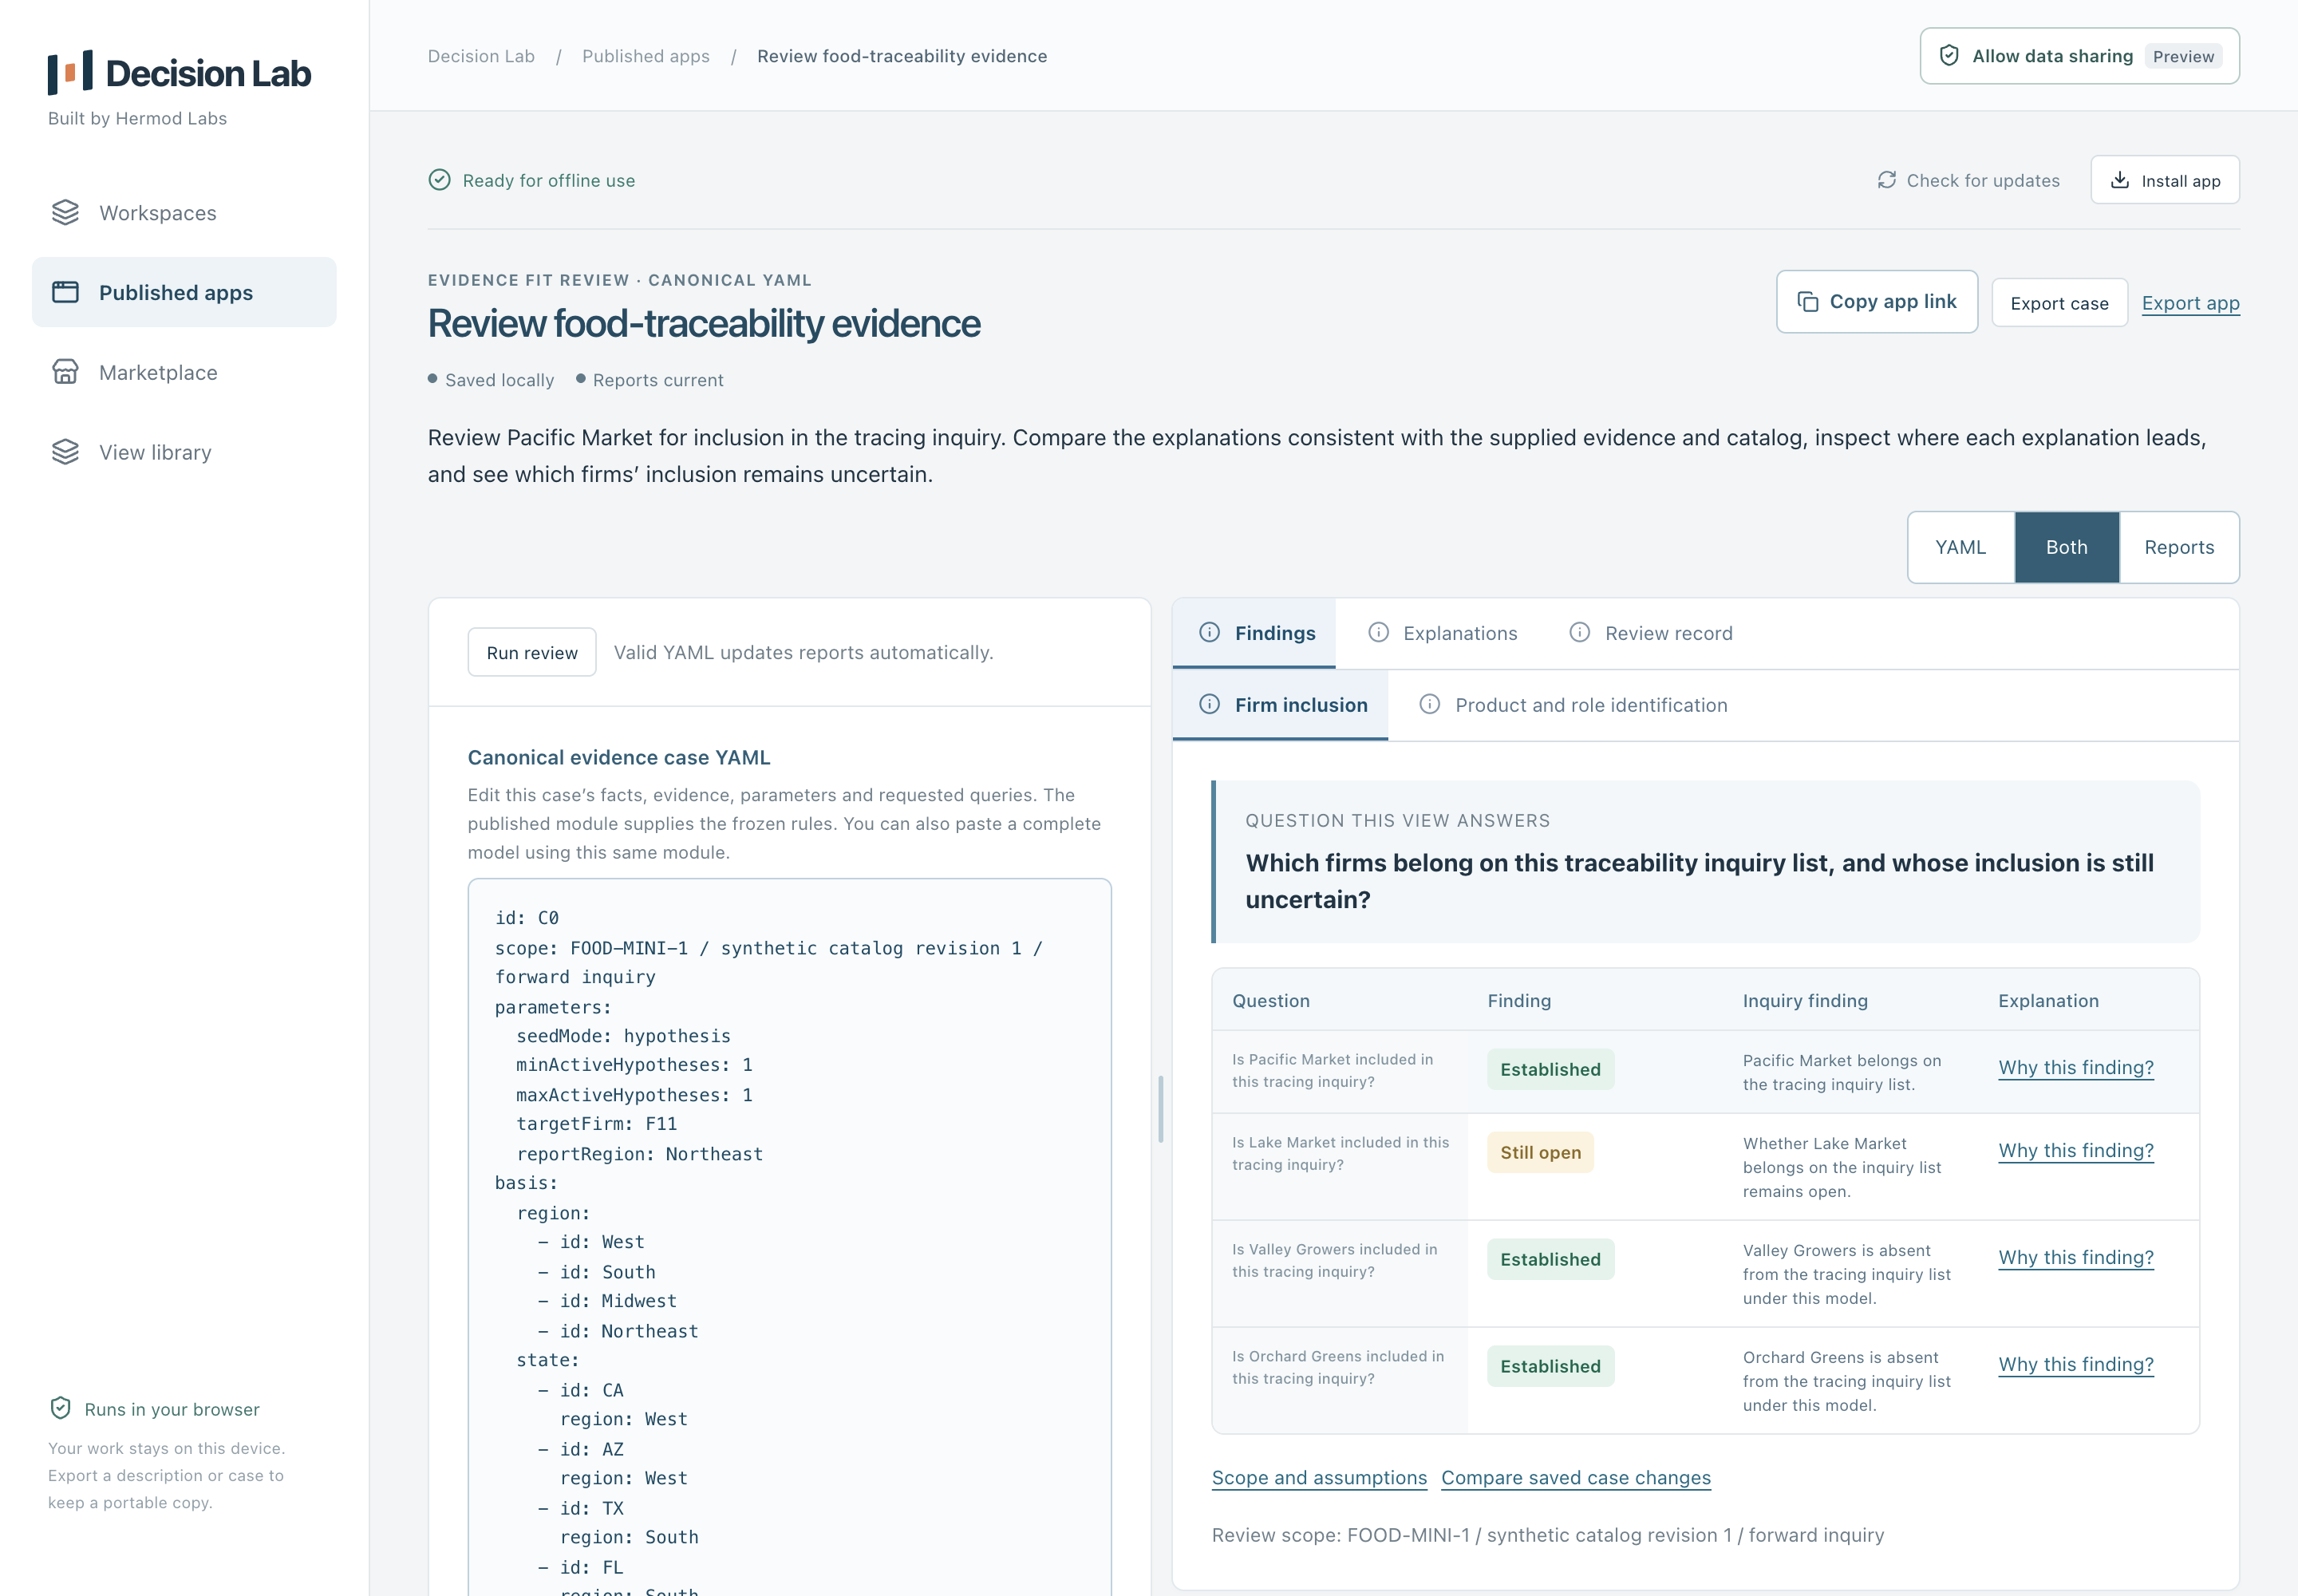 Decision Lab
Built by Hermod Labs
Workspaces
Published apps
Marketplace
View library
Runs in your browser
Your work stays on this device.
Export a description or case to
keep a portable copy.
Decision Lab / Published apps / Review food-traceability evidence
Allow data sharing Preview
Ready for offline use
Check for updates
Install app
EVIDENCE FIT REVIEW · CANONICAL YAML
Review food-traceability evidence
Copy app link
Export case
Export app
Saved locally
Reports current
Review Pacific Market for inclusion in the tracing inquiry. Compare the explanations consistent with the supplied evidence and catalog, inspect where each explanation leads,
and see which firms’ inclusion remains uncertain.
YAML
Both
Reports
Run review
Valid YAML updates reports automatically.
Canonical evidence case YAML
Edit this case’s facts, evidence, parameters and requested queries. The
published module supplies the frozen rules. You can also paste a complete
model using this same module.
id: C0
scope: FOOD-MINI-1 / synthetic catalog revision 1 /
forward inquiry
parameters:
  seedMode: hypothesis
  minActiveHypotheses: 1
  maxActiveHypotheses: 1
  targetFirm: F11
  reportRegion: Northeast
basis:
  region:
    - id: West
    - id: South
    - id: Midwest
    - id: Northeast
  state:
    - id: CA
      region: West
    - id: AZ
      region: West
    - id: TX
      region: South
    - id: FL
      region: South
Findings
Explanations
Review record
Firm inclusion
Product and role identification
QUESTION THIS VIEW ANSWERS
Which firms belong on this traceability inquiry list, and whose inclusion is still
uncertain?
Question
Finding
Inquiry finding
Explanation
Is Pacific Market included in
this tracing inquiry?
Established
Pacific Market belongs on
the tracing inquiry list.
Why this finding?
Is Lake Market included in this
tracing inquiry?
Still open
Whether Lake Market
belongs on the inquiry list
remains open.
Why this finding?
Is Valley Growers included in
this tracing inquiry?
Established
Valley Growers is absent
from the tracing inquiry list
under this model.
Why this finding?
Is Orchard Greens included in
this tracing inquiry?
Established
Orchard Greens is absent
from the tracing inquiry list
under this model.
Why this finding?
Scope and assumptions
Compare saved case changes
Review scope: FOOD-MINI-1 / synthetic catalog revision 1 / forward inquiry